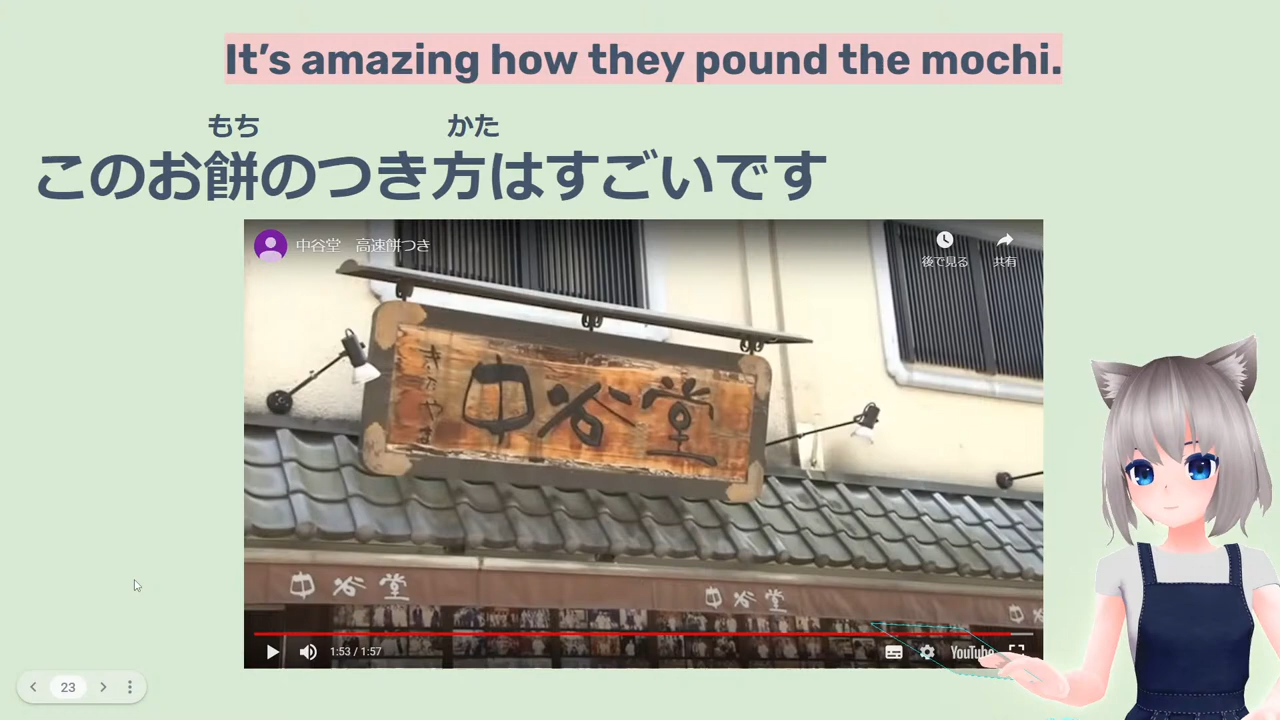 It's amazing how they pound the mochi.
もち かた
このお餅のつき方はすごいです
中谷堂 高速餅つき
後で見る 共有
中谷堂
中谷堂 中谷堂
1:53 / 1:57
YouTube
23